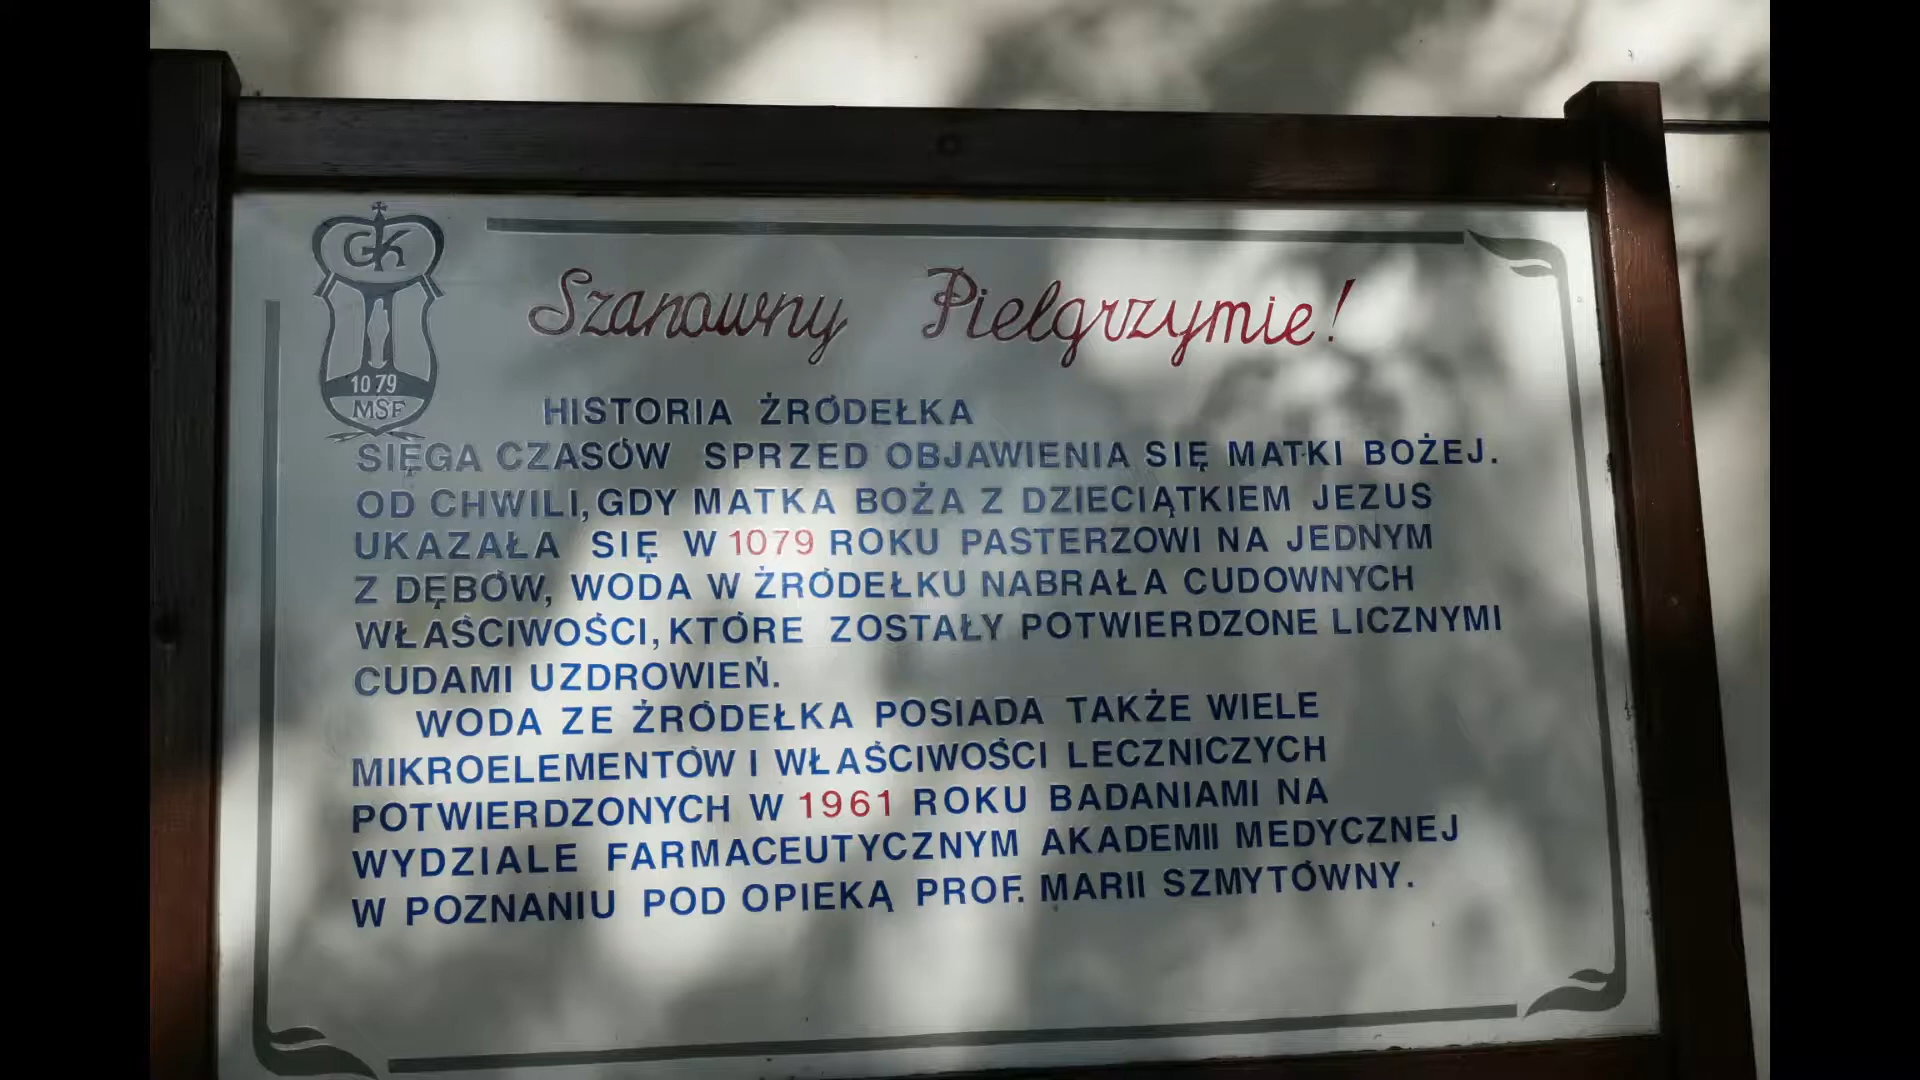 GK
1079
MSF
Szanowny Pielgrzymie!
HISTORIA ŻRÓDEŁKA
SIĘGA CZASÓW SPRZED OBJAWIENIA SIĘ MATKI BOŻEJ.
OD CHWILI, GDY MATKA BOŻA Z DZIECIĄTKIEM JEZUS
UKAZAŁA SIĘ W 1079 ROKU PASTERZOWI NA JEDNYM
Z DĘBÓW, WODA W ŻRÓDEŁKU NABRAŁA CUDOWNYCH
WŁAŚCIWOŚCI, KTÓRE ZOSTAŁY POTWIERDZONE LICZNYMI
CUDAMI UZDROWIEŃ.
WODA ZE ŻRÓDEŁKA POSIADA TAKŻE WIELE
MIKROELEMENTÓW I WŁAŚCIWOŚCI LECZNICZYCH
POTWIERDZONYCH W 1961 ROKU BADANIAMI NA
WYDZIALE FARMACEUTYCZNYM AKADEMII MEDYCZNEJ
W POZNANIU POD OPIEKĄ PROF. MARII SZMYTÓWNY.